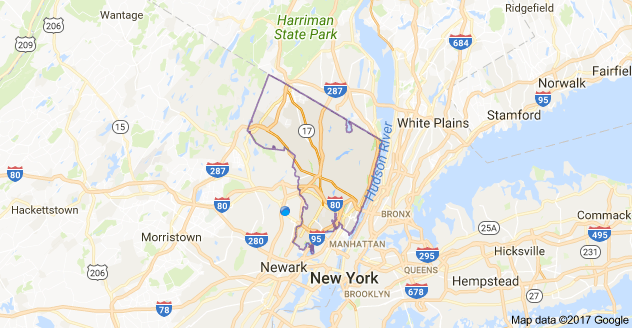 Wantage
Harriman
State Park
Ridgefield
206
209
87
684
Fairfield
Norwalk
287
95
Stamford
White Plains
15
17
Hudson River
80
287
80
Hackettstown
80
BRONX
Commack
Morristown
280
95
MANHATTAN
25A
495
206
Newark
295
Hicksville
231
QUEENS
New York
Hempstead
78
BROOKLYN
678
27
Map data ©2017 Google